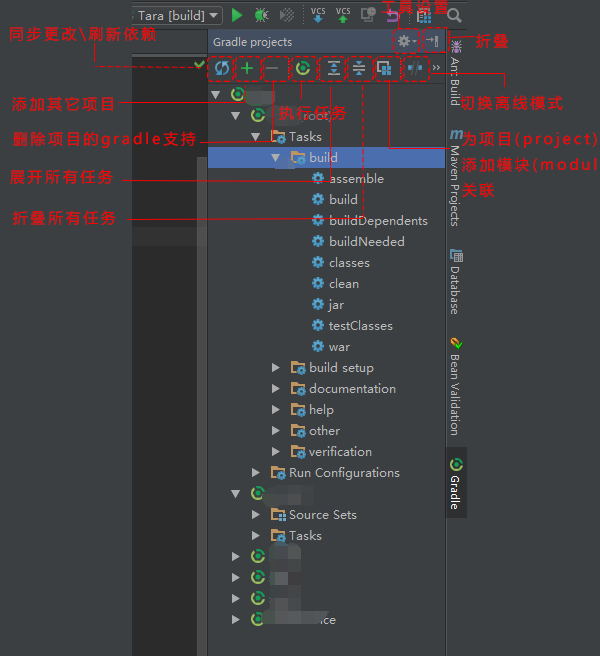 工具设置
Tara [build]
VCS
VCS
同步更改\刷新依赖
Gradle projects
折叠
添加其它项目
执行任务
切换离线模式
root)
删除项目的gradle支持
Tasks
为项目(project)
build
添加模块(modul
展开所有任务
assemble
关联
build
折叠所有任务
buildDependents
buildNeeded
classes
clean
jar
testClasses
war
build setup
documentation
help
other
verification
Run Configurations
Source Sets
Tasks
ice
Ant Build
Maven Projects
Database
Bean Validation
Gradle